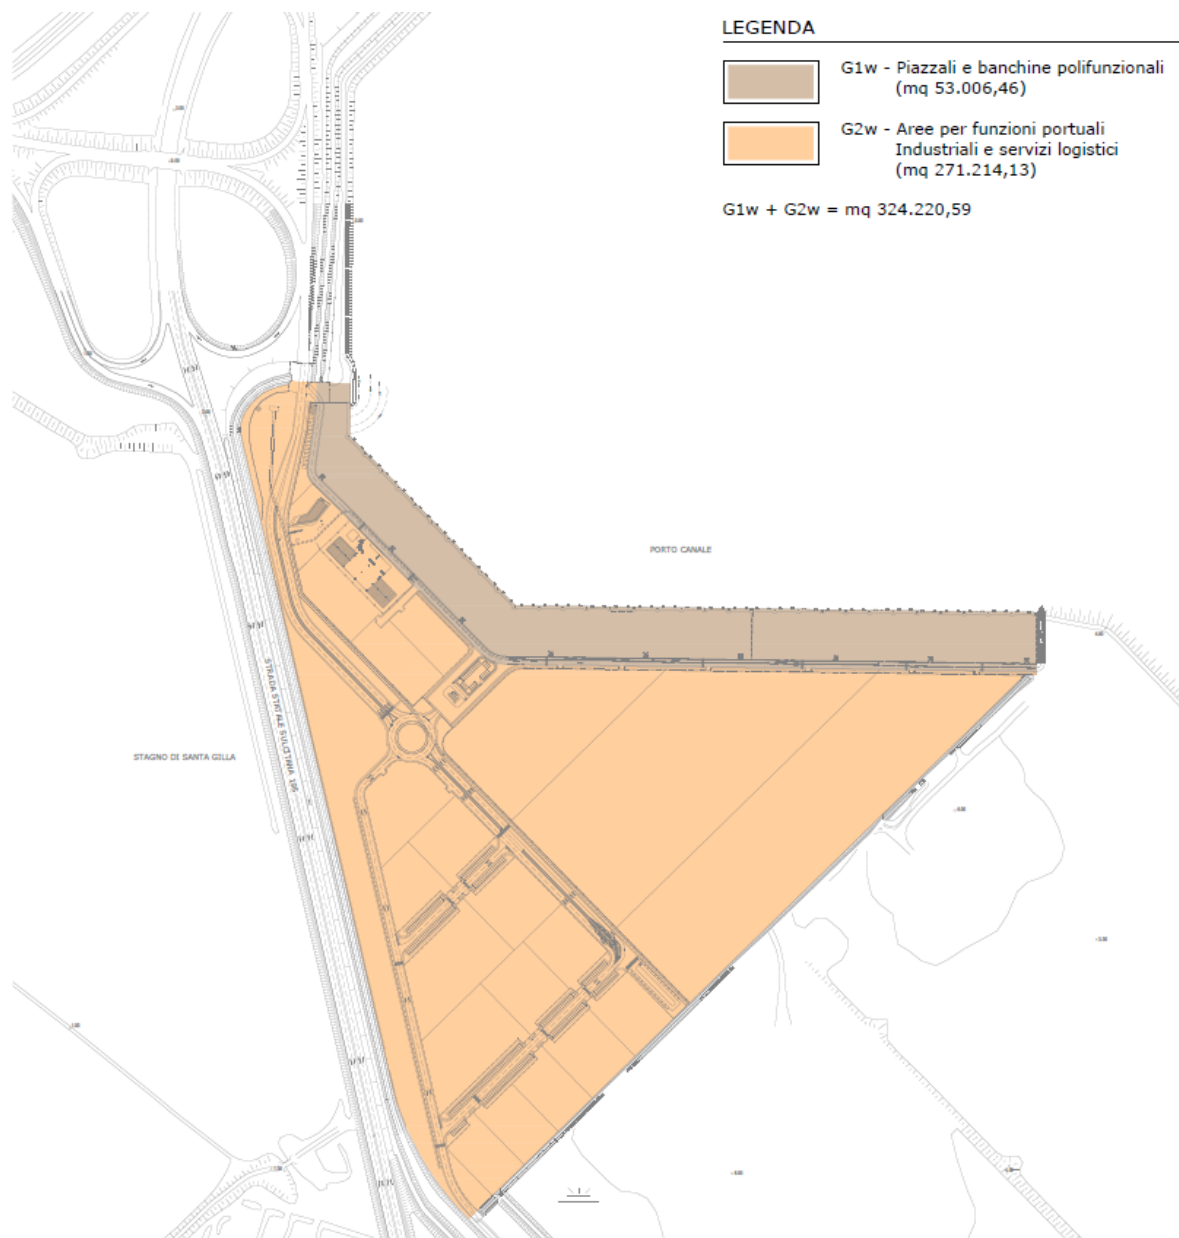 LEGENDA
G1w - Piazzali e banchine polifunzionali
(mq 53.006,46)
G2w - Aree per funzioni portuali
Industriali e servizi logistici
(mq 271.214,13)
G1w + G2w = mq 324.220,59
PORTO CANALE
STRADA STATALE SULCITANA 195
STAGNO DI SANTA GILLA